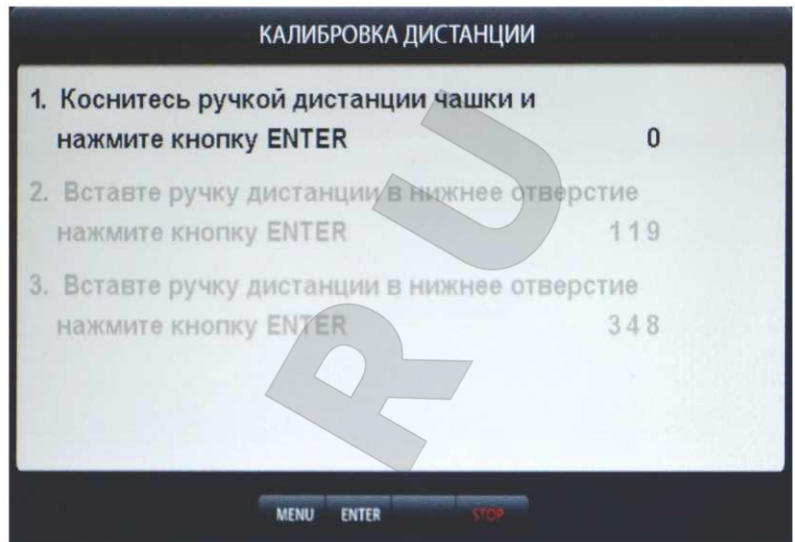 КАЛИБРОВКА ДИСТАНЦИИ
1. Коснитесь ручкой дистанции чашки и
нажмите кнопку ENTER 0
2. Вставте ручку дистанции в нижнее отверстие
нажмите кнопку ENTER 119
3. Вставте ручку дистанции в нижнее отверстие
нажмите кнопку ENTER 348
MENU ENTER STOP
RU